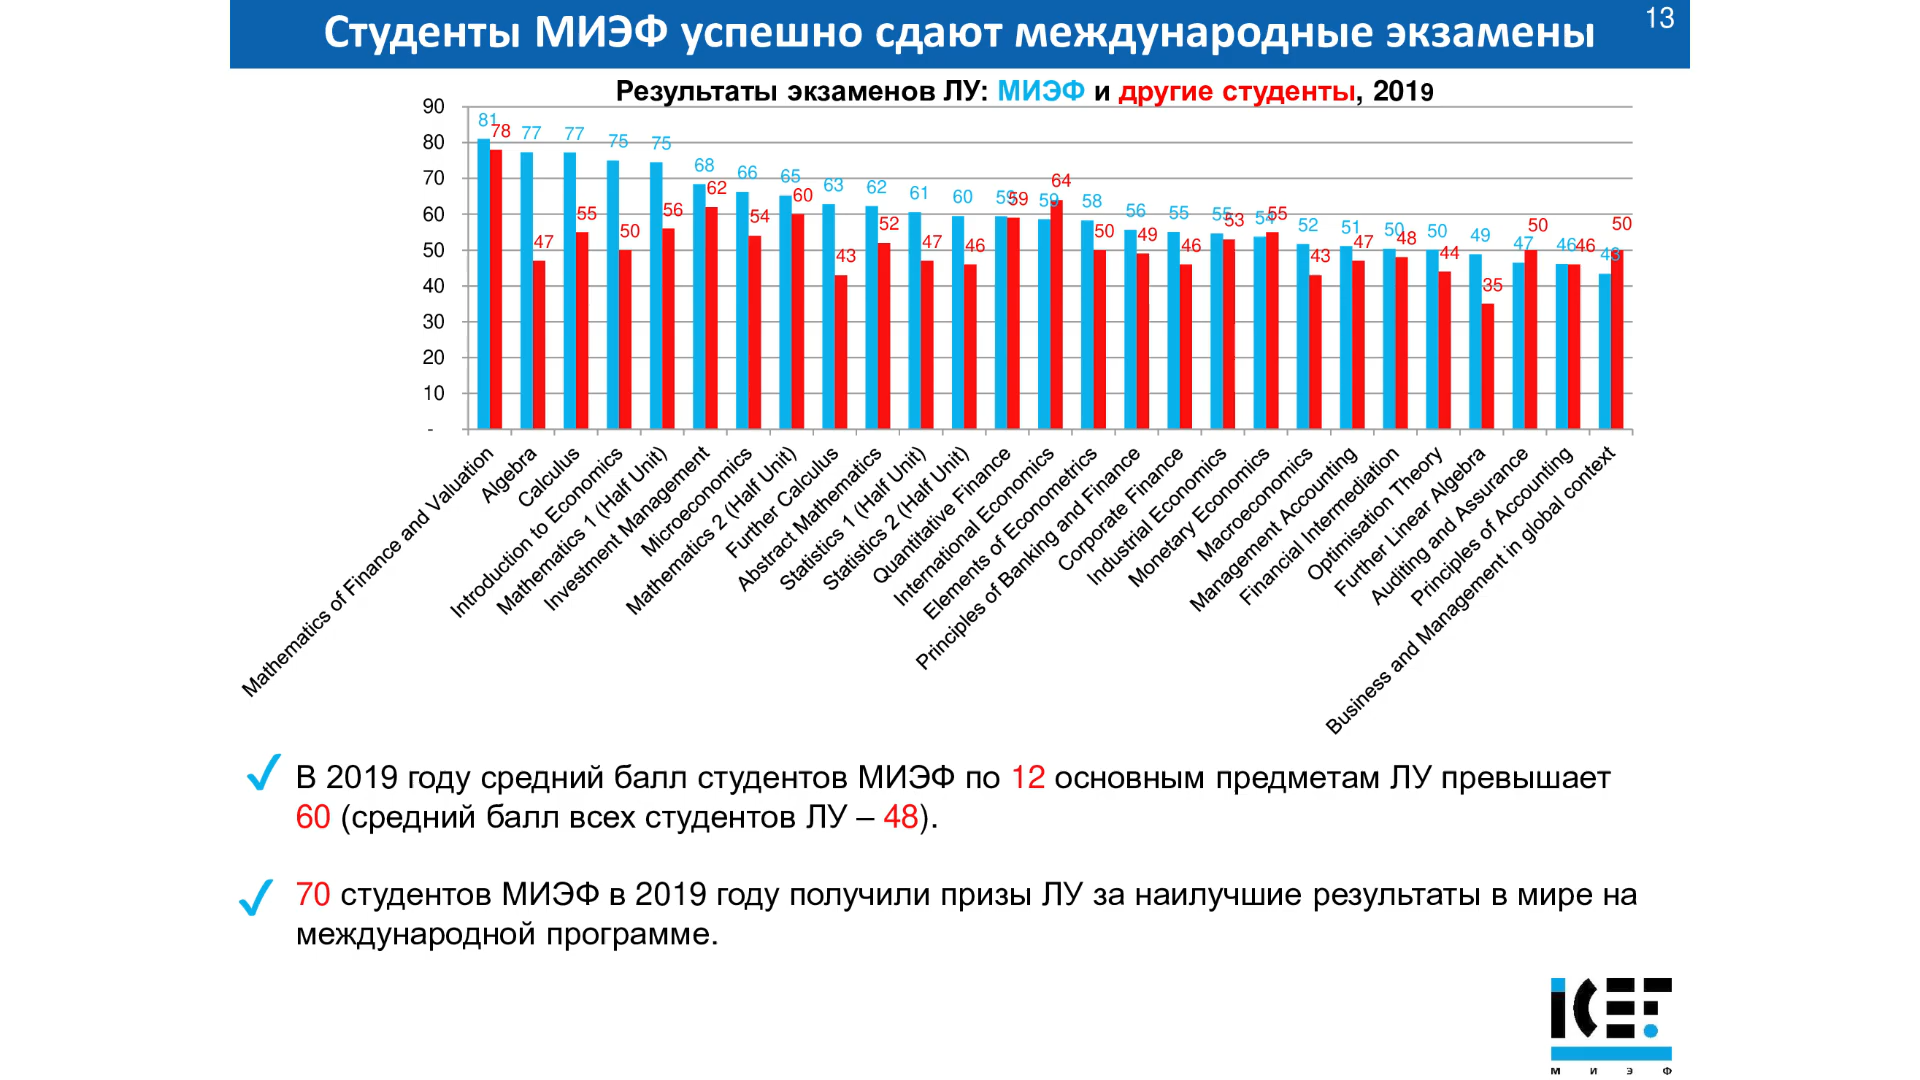 Студенты МИЭФ успешно сдают международные экзамены
13
Результаты экзаменов ЛУ: МИЭФ и другие студенты, 2019
90
80
70
60
50
40
30
20
10
-
81 78
77 47
77 55
75 50
75 56
68 62
66 54
65 60
63 43
62 52
61 47
60 46
59 59
59 64
58 50
56 49
55 46
55 53
54 55
52 43
51 47
50 48
50 44
49 35
47 50
46 46
43 50
Mathematics of Finance and Valuation
Algebra
Calculus
Introduction to Economics
Mathematics 1 (Half Unit)
Investment Management
Microeconomics
Mathematics 2 (Half Unit)
Further Calculus
Abstract Mathematics
Statistics 1 (Half Unit)
Statistics 2 (Half Unit)
Quantitative Finance
International Economics
Elements of Econometrics
Principles of Banking and Finance
Corporate Finance
Industrial Economics
Monetary Economics
Macroeconomics
Management Accounting
Financial Intermediation
Optimisation Theory
Further Linear Algebra
Auditing and Assurance
Principles of Accounting
Business and Management in global context
В 2019 году средний балл студентов МИЭФ по 12 основным предметам ЛУ превышает
60 (средний балл всех студентов ЛУ – 48).
70 студентов МИЭФ в 2019 году получили призы ЛУ за наилучшие результаты в мире на
международной программе.
ICEF
М И Э Ф